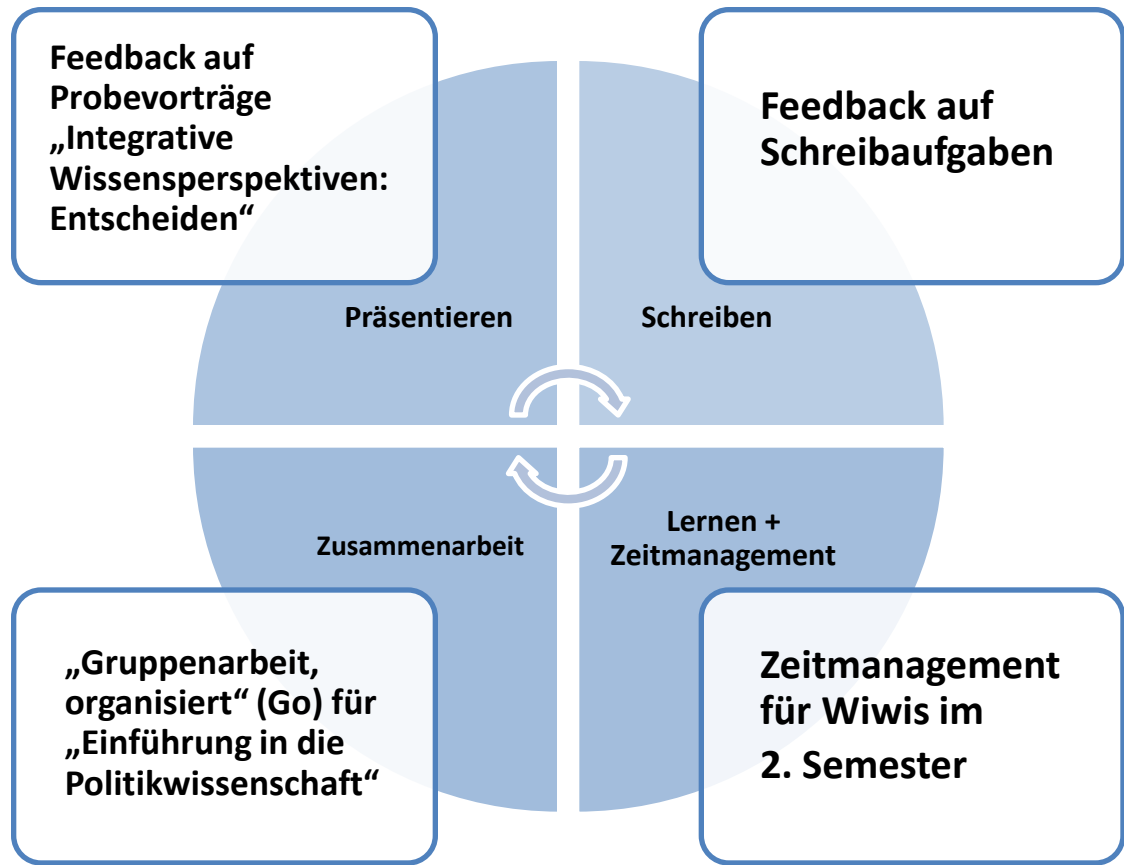 Feedback auf
Probevorträge
„Integrative
Wissensperspektiven:
Entscheiden“
Feedback auf
Schreibaufgaben
Präsentieren
Schreiben
Zusammenarbeit
Lernen +
Zeitmanagement
„Gruppenarbeit,
organisiert“ (Go) für
„Einführung in die
Politikwissenschaft“
Zeitmanagement
für Wiwis im
2. Semester